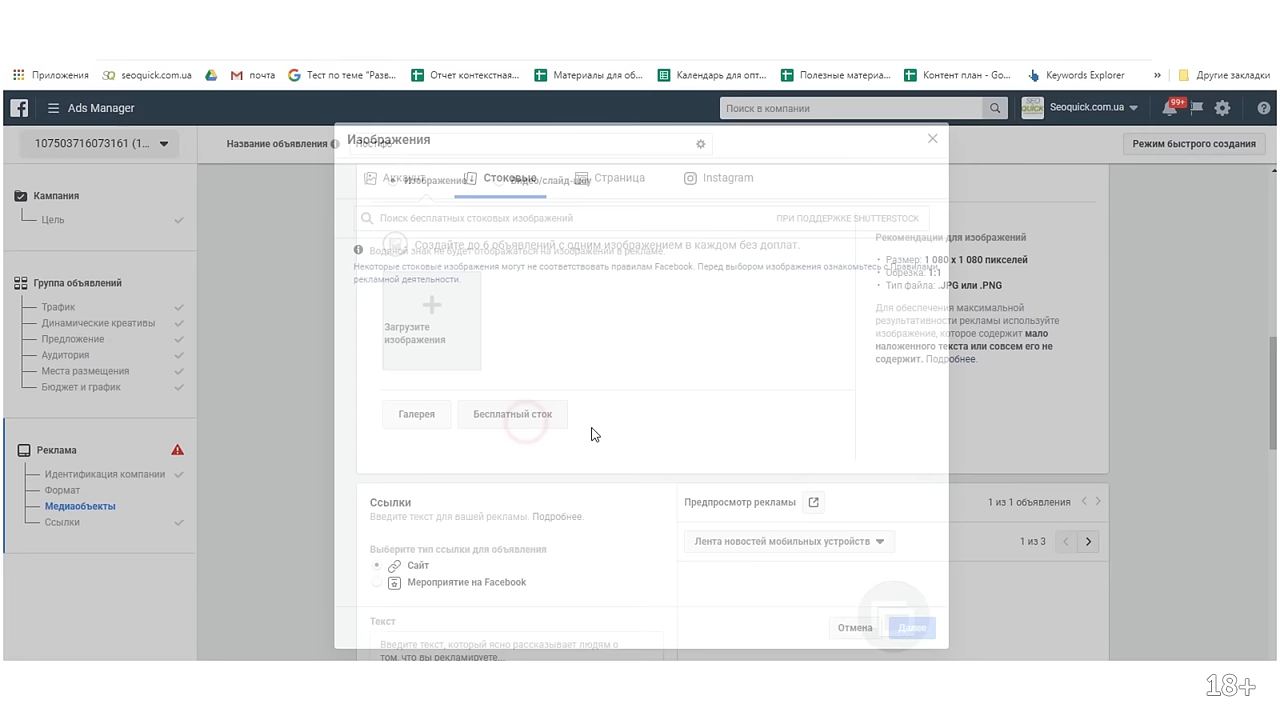 Приложения seoquick.com.ua почта Тест по теме "Разв... Отчет контекстная... Материалы для об... Календарь для опт... Полезные материа... Контент план - Go... Keywords Explorer » Другие закладки
Ads Manager Поиск в компании Seoquick.com.ua 99+
107503716073161 (1... Название объявления Режим быстрого создания
Изображения
Аккаунт Стоковые Страница Instagram
Изображение Видео/слайд-шоу
Поиск бесплатных стоковых изображений ПРИ ПОДДЕРЖКЕ SHUTTERSTOCK
Создайте до 6 объявлений с одним изображением в каждом без доплат.
Водяной знак не будет отображаться на изображении в рекламе.
Некоторые стоковые изображения могут не соответствовать правилам Facebook. Перед выбором изображения ознакомьтесь с Правилами
рекламной деятельности.
Загрузите
изображения
Галерея Бесплатный сток
Рекомендации для изображений
• Размер: 1 080 x 1 080 пикселей
• Обрезка: 1:1
• Тип файла: .JPG или .PNG
Для обеспечения максимальной
результативности рекламы используйте
изображение, которое содержит мало
наложенного текста или совсем его не
содержит. Подробнее.
Кампания
Цель
Группа объявлений
Трафик
Динамические креативы
Предложение
Аудитория
Места размещения
Бюджет и график
Реклама
Идентификация компании
Формат
Медиаобъекты
Ссылки
Ссылки
Введите текст для вашей рекламы. Подробнее.
Выберите тип ссылки для объявления
Сайт
Мероприятие на Facebook
Текст
Введите текст, который ясно рассказывает людям о
том, что вы рекламируете...
Предпросмотр рекламы 1 из 1 объявления
Лента новостей мобильных устройств 1 из 3
Отмена Далее
18+